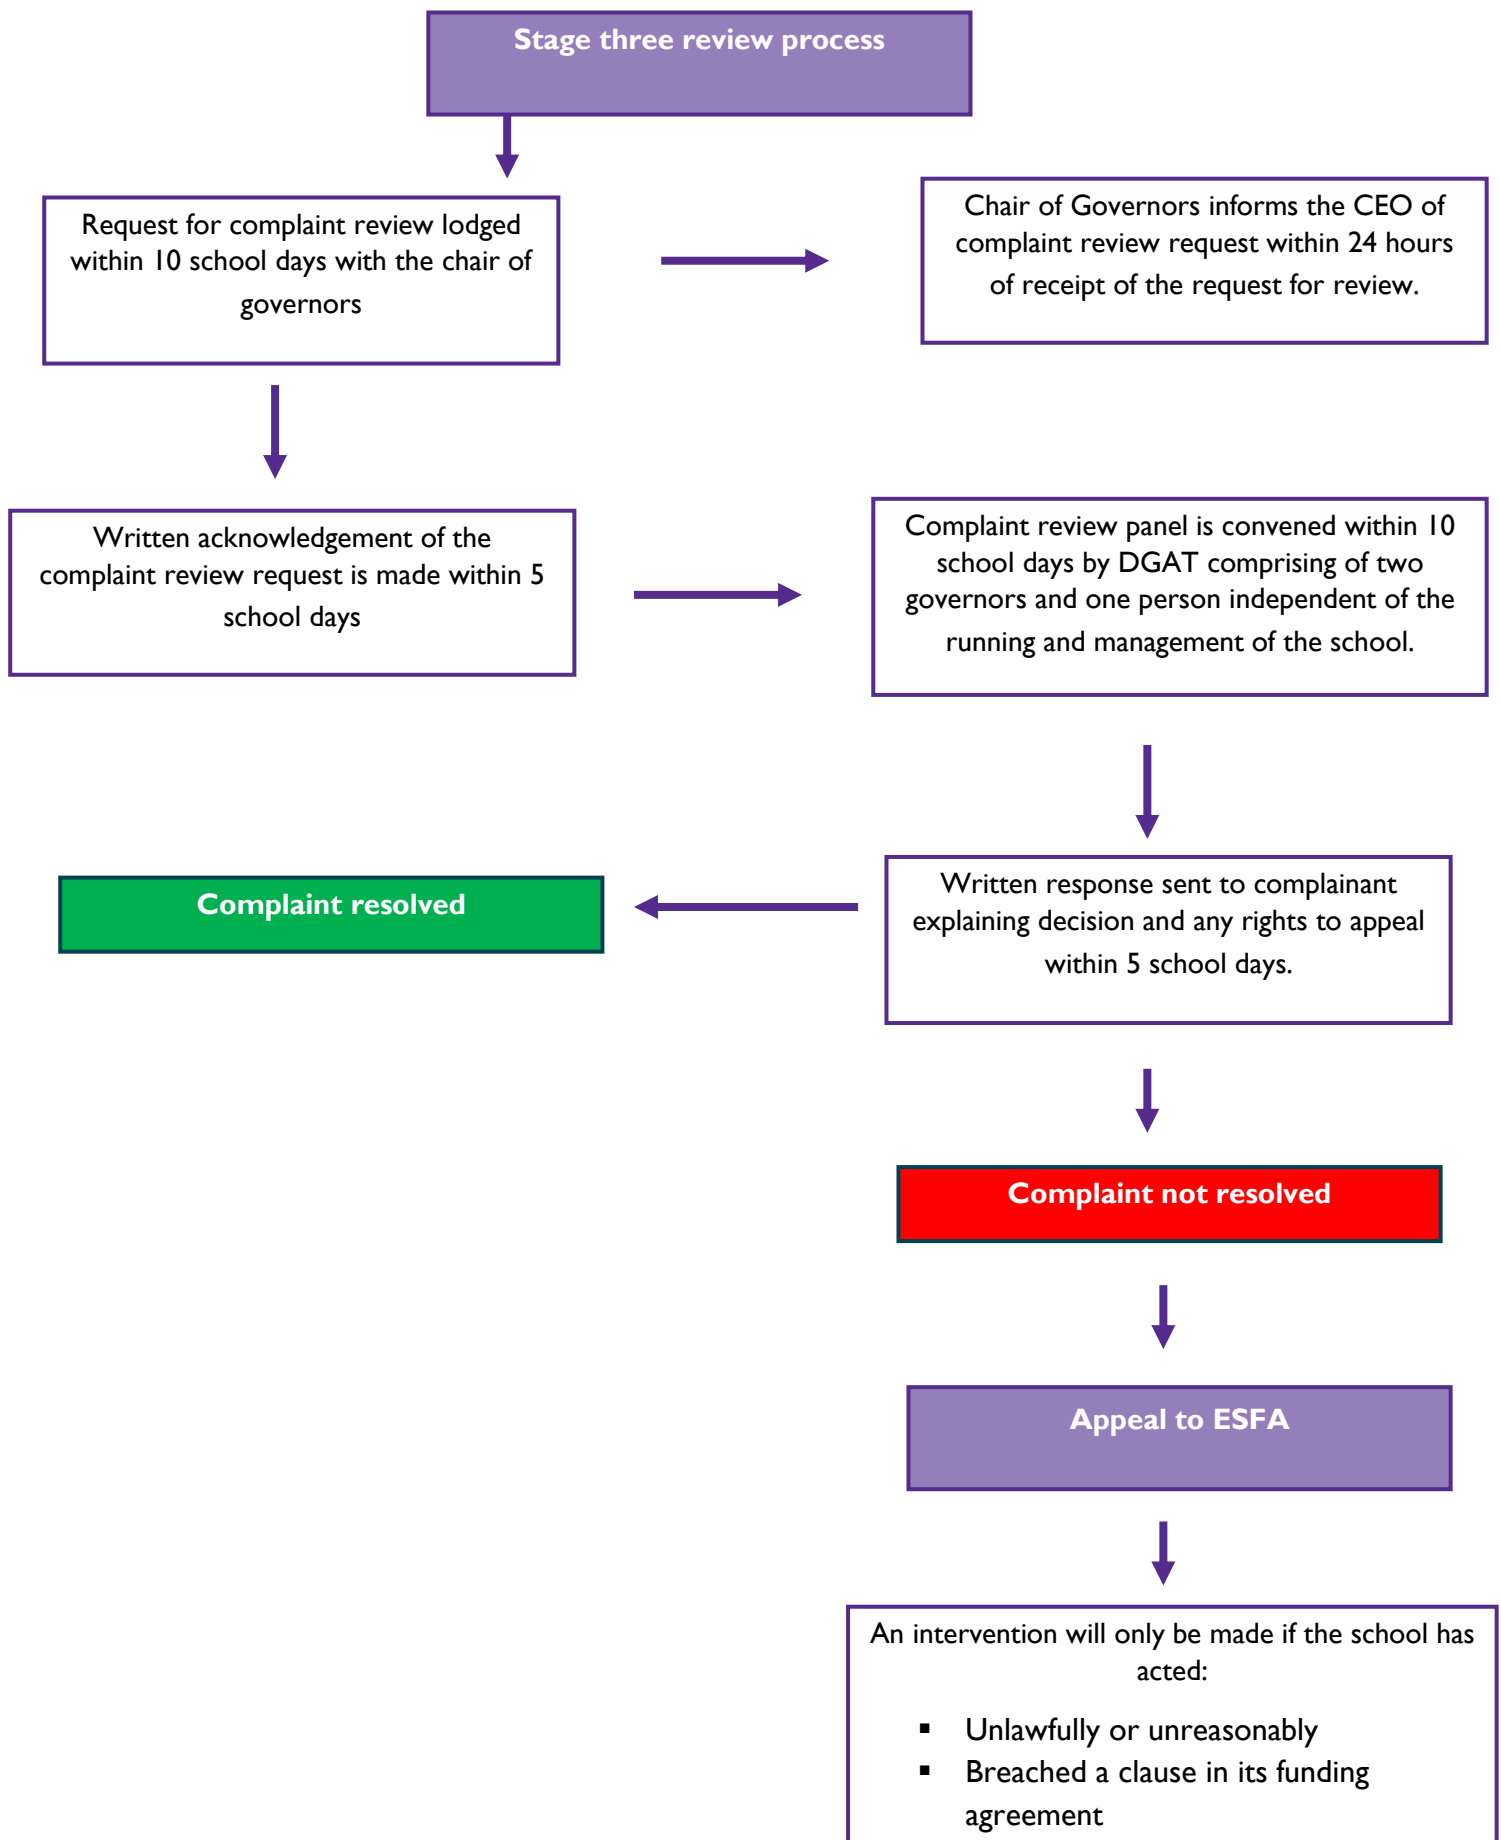 Stage three review process
Request for complaint review lodged
within 10 school days with the chair of
governors
Chair of Governors informs the CEO of
complaint review request within 24 hours
of receipt of the request for review.
Written acknowledgement of the
complaint review request is made within 5
school days
Complaint review panel is convened within 10
school days by DGAT comprising of two
governors and one person independent of the
running and management of the school.
Written response sent to complainant
explaining decision and any rights to appeal
within 5 school days.
Complaint resolved
Complaint not resolved
Appeal to ESFA
An intervention will only be made if the school has
acted:
▪ Unlawfully or unreasonably
▪ Breached a clause in its funding
agreement